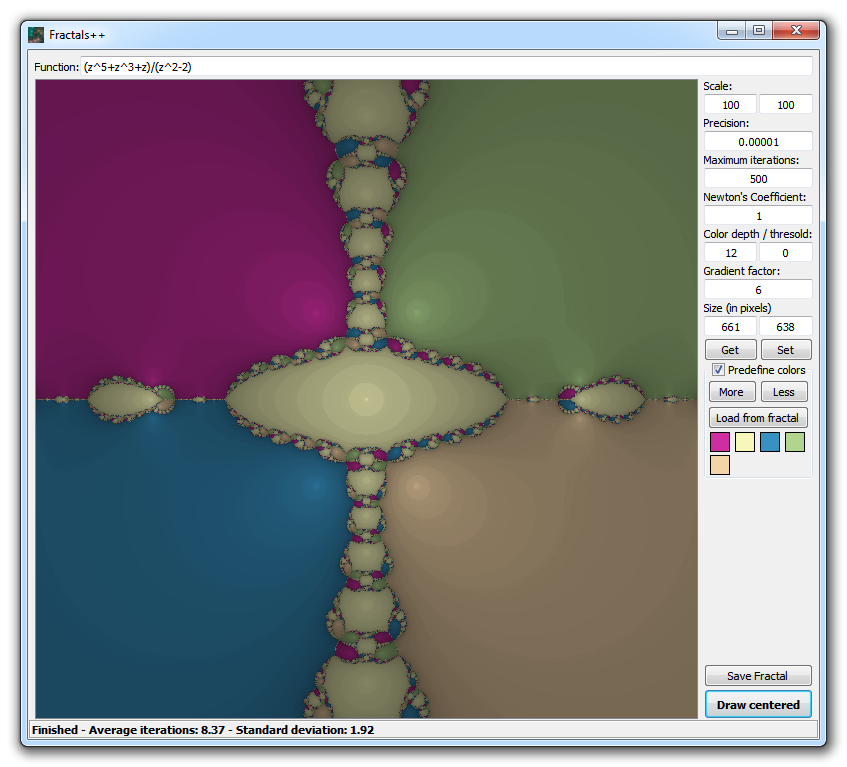 Fractals++
Function: (z^5+z^3+z)/(z^2-2)
Scale:
100 100
Precision:
0.00001
Maximum iterations:
500
Newton's Coefficient:
1
Color depth / thresold:
12 0
Gradient factor:
6
Size (in pixels)
661 638
Get Set
Predefine colors
More Less
Load from fractal
Save Fractal
Draw centered
Finished - Average iterations: 8.37 - Standard deviation: 1.92